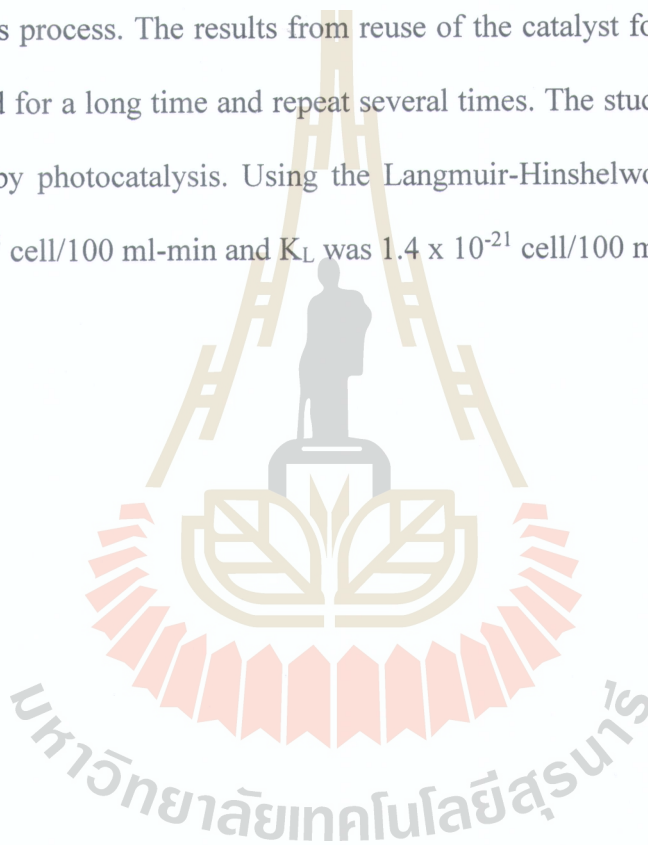 s process. The results from reuse of the catalyst fo
for a long time and repeat several times. The stud
by photocatalysis. Using the Langmuir-Hinshelwo
cell/100 ml-min and K_L was 1.4 x 10⁻²¹ cell/100 m
มหาวิทยาลัยเทคโนโลยีสุรนารี